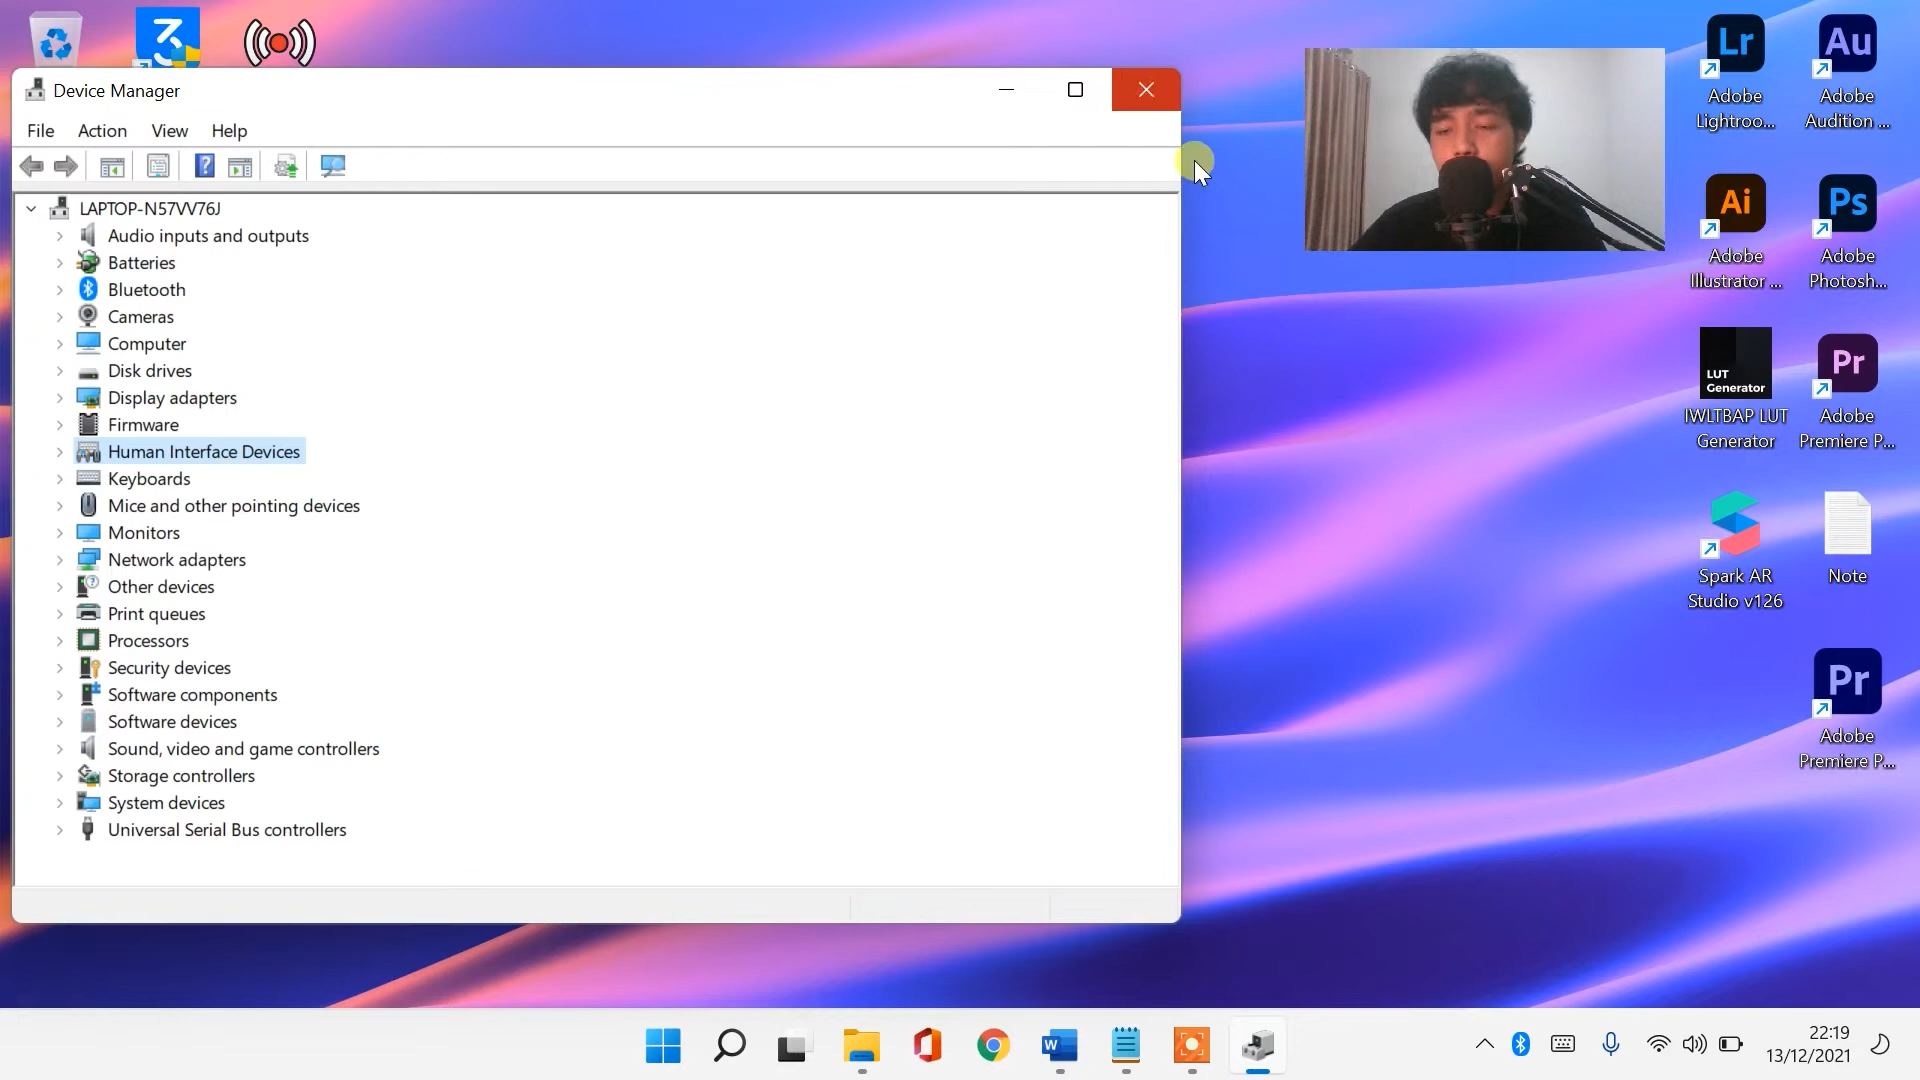 3
Device Manager
File Action View Help
?
LAPTOP-N57VV76J
Audio inputs and outputs
Batteries
Bluetooth
Cameras
Computer
Disk drives
Display adapters
Firmware
Human Interface Devices
Keyboards
Mice and other pointing devices
Monitors
Network adapters
Other devices
Print queues
Processors
Security devices
Software components
Software devices
Sound, video and game controllers
Storage controllers
System devices
Universal Serial Bus controllers
Lr
Adobe
Lightroo...
Au
Adobe
Audition ...
Ai
Adobe
Illustrator ...
Ps
Adobe
Photosh...
LUT
Generator
IWLTBAP LUT
Generator
Pr
Adobe
Premiere P...
Spark AR
Studio v126
Note
Pr
Adobe
Premiere P...
W
22:19
13/12/2021